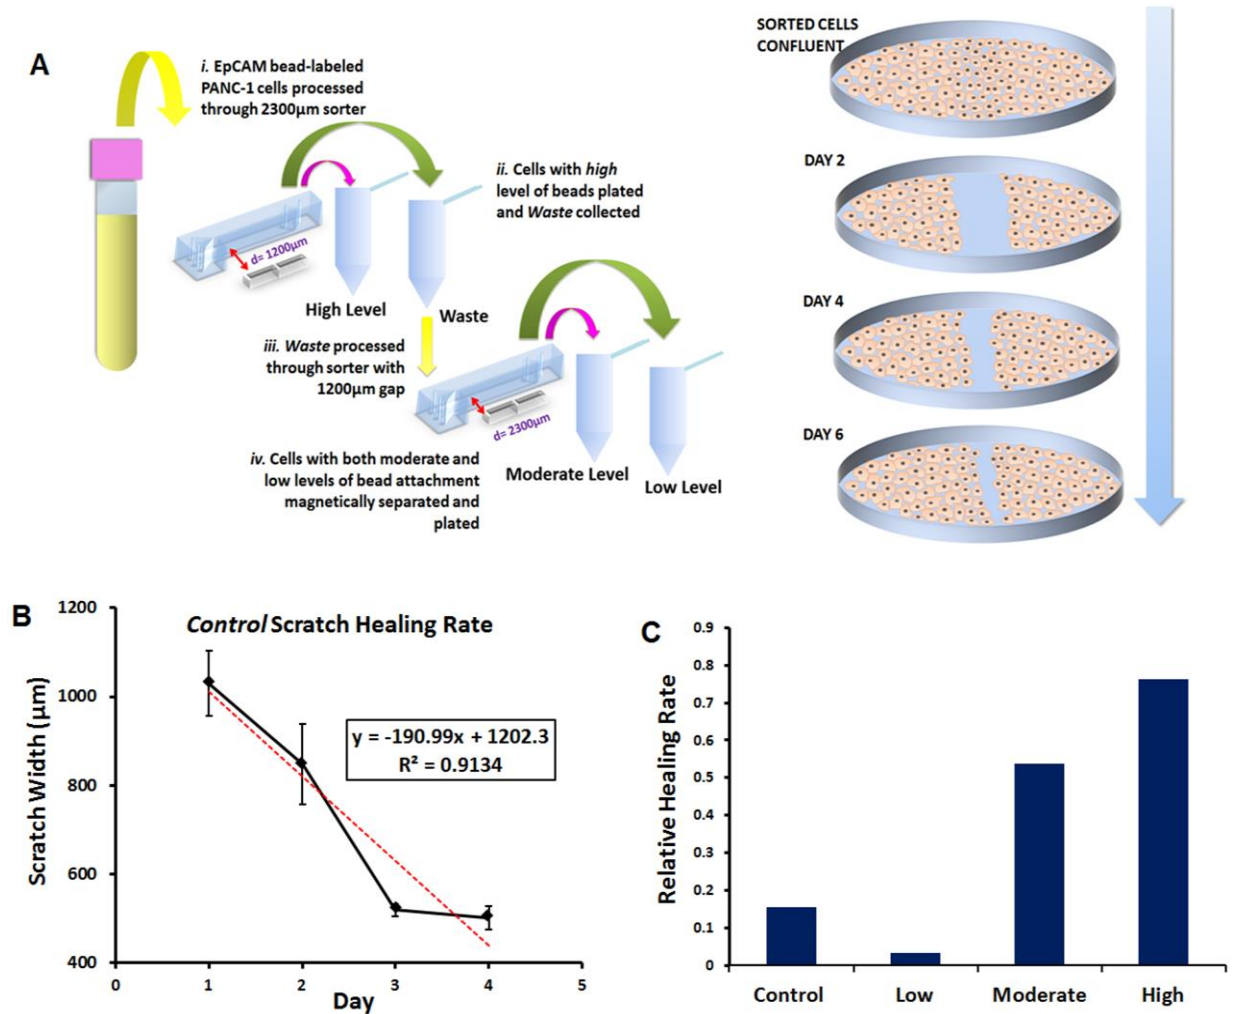 A
i. EpCAM bead-labeled
PANC-1 cells processed
through 2300µm sorter
ii. Cells with high
level of beads plated
and Waste collected
d= 1200µm
High Level
Waste
iii. Waste processed
through sorter with
1200µm gap
d= 2300µm
iv. Cells with both moderate and
low levels of bead attachment
magnetically separated and
plated
Moderate Level
Low Level
SORTED CELLS
CONFLUENT
DAY 2
DAY 4
DAY 6
B
Control Scratch Healing Rate
Scratch Width (µm)
1200
1000
800
600
400
y = -190.99x + 1202.3
R² = 0.9134
0
1
2
3
4
5
Day
C
Relative Healing Rate
0.9
0.8
0.7
0.6
0.5
0.4
0.3
0.2
0.1
0
Control
Low
Moderate
High